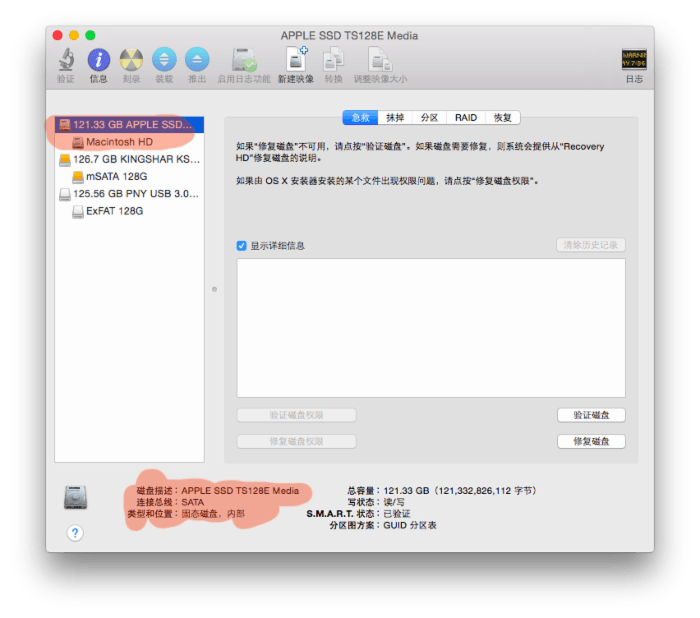 APPLE SSD TS128E Media
验证 信息 刻录 装载 推出 启用日志功能 新建映像 转换 调整映像大小 日志
121.33 GB APPLE SSD...
Macintosh HD
126.7 GB KINGSHAR KS...
mSATA 128G
125.56 GB PNY USB 3.0...
ExFAT 128G
急救 抹掉 分区 RAID 恢复
如果“修复磁盘”不可用，请点按“验证磁盘”。如果磁盘需要修复，则系统会提供从“Recovery
HD”修复磁盘的说明。
如果由 OS X 安装器安装的某个文件出现权限问题，请点按“修复磁盘权限”。
显示详细信息
清除历史记录
验证磁盘权限 验证磁盘
修复磁盘权限 修复磁盘
磁盘描述：APPLE SSD TS128E Media 总容量：121.33 GB（121,332,826,112 字节）
连接总线：SATA 写状态：读/写
类型和位置：固态磁盘，内部 S.M.A.R.T. 状态：已验证
分区图方案：GUID 分区表
?